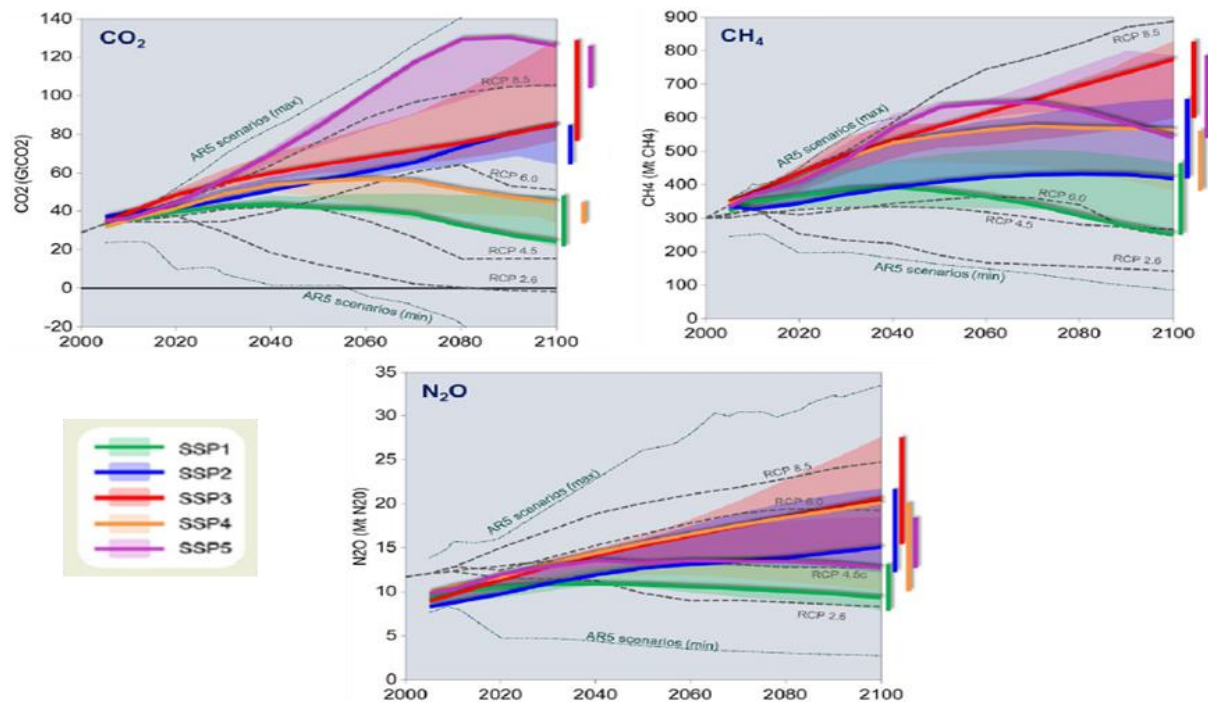 CO2
CO2 (GtCO2)
140
120
100
80
60
40
20
0
-20
2000
2020
2040
2060
2080
2100
AR5 scenarios (max)
RCP 8.5
RCP 6.0
RCP 4.5
RCP 2.6
AR5 scenarios (min)
CH4
CH4 (Mt CH4)
900
800
700
600
500
400
300
200
100
0
2000
2020
2040
2060
2080
2100
AR5 scenarios (max)
RCP 8.5
RCP 6.0
RCP 4.5
RCP 2.6
AR5 scenarios (min)
SSP1
SSP2
SSP3
SSP4
SSP5
N2O
N2O (Mt N20)
35
30
25
20
15
10
5
0
2000
2020
2040
2060
2080
2100
AR5 scenarios (max)
RCP 8.5
RCP 6.0
RCP 4.5c
RCP 2.6
AR5 scenarios (min)